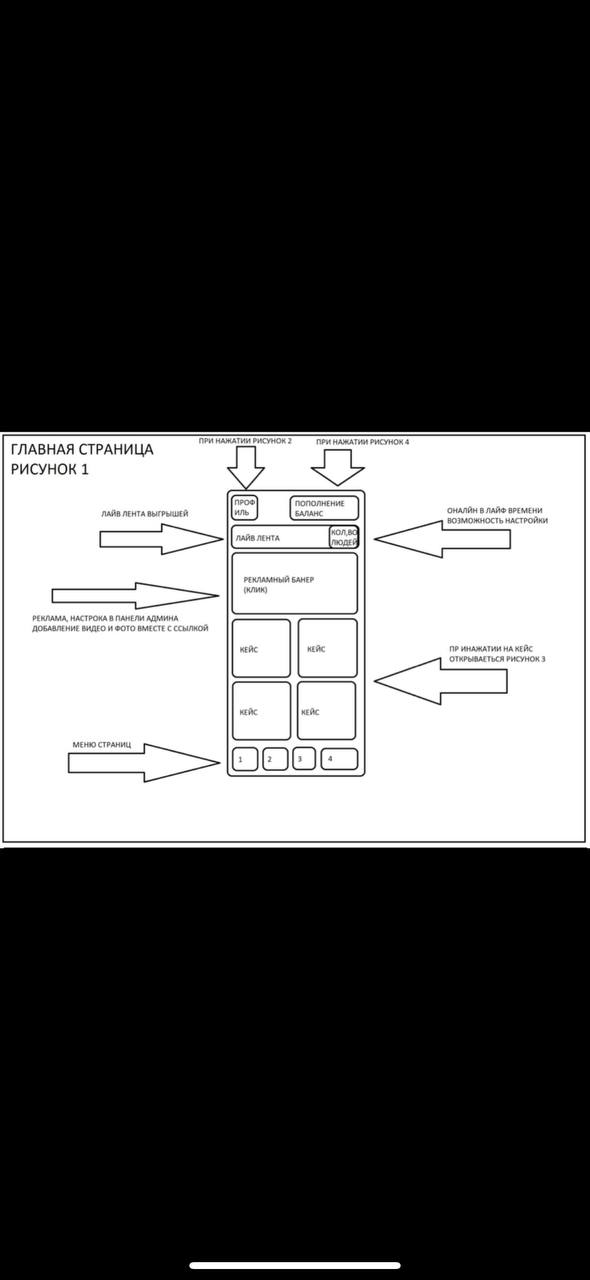 ГЛАВНАЯ СТРАНИЦА
РИСУНОК 1
ПРИ НАЖАТИИ РИСУНОК 2
ПРИ НАЖАТИИ РИСУНОК 4
ПРОФ
ИЛЬ
ПОПОЛНЕНИЕ
БАЛАНС
ЛАЙВ ЛЕНТА ВЫГРЫШЕЙ
ЛАЙВ ЛЕНТА
КОЛ,ВО
ЛЮДЕЙ
ОНАЛЙН В ЛАЙФ ВРЕМЕНИ
ВОЗМОЖНОСТЬ НАСТРОЙКИ
РЕКЛАМНЫЙ БАНЕР
(КЛИК)
РЕКЛАМА, НАСТРОКА В ПАНЕЛИ АДМИНА
ДОБАВЛЕНИЕ ВИДЕО И ФОТО ВМЕСТЕ С ССЫЛКОЙ
КЕЙС
КЕЙС
ПР ИНАЖАТИИ НА КЕЙС
ОТКРЫВАЕТЬСЯ РИСУНОК 3
КЕЙС
КЕЙС
МЕНЮ СТРАНИЦ
1
2
3
4